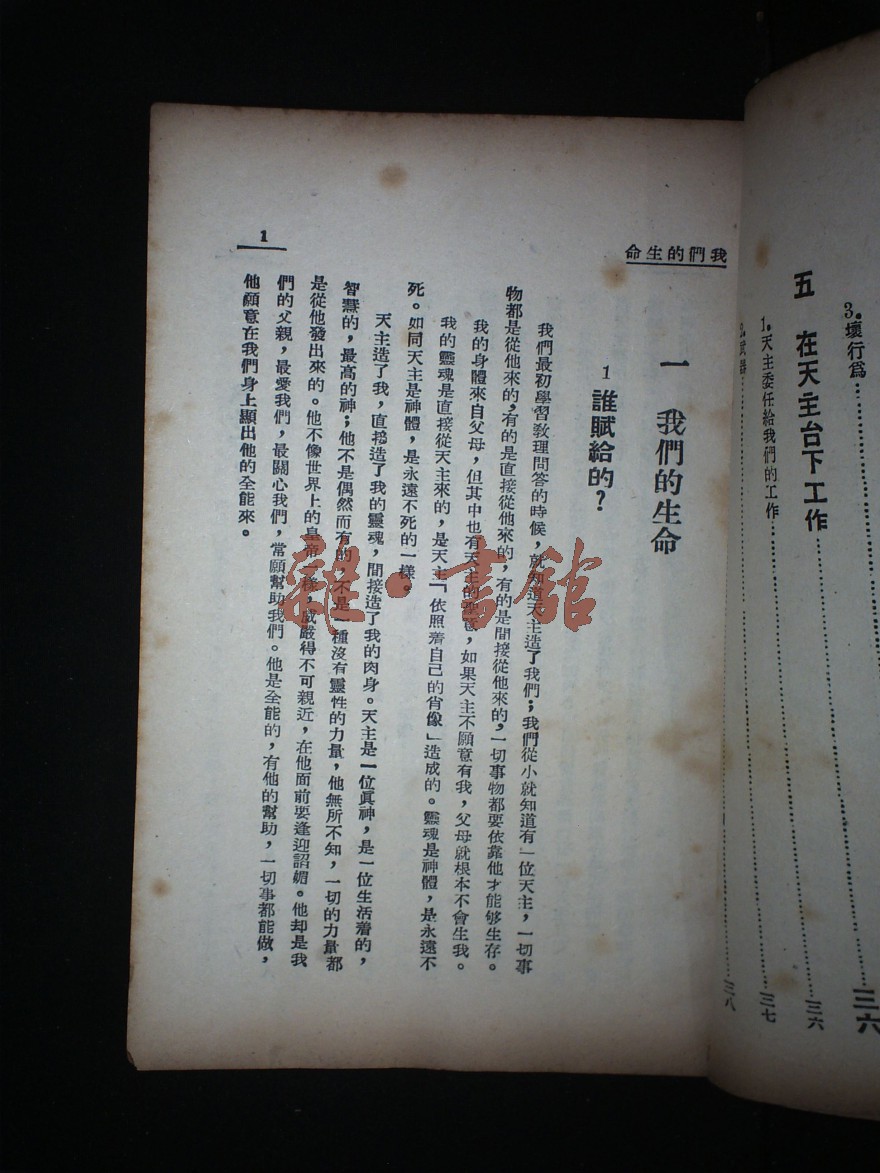 3.壞行爲………………三六
五 在天主台下工作………………三六
1.天主委任給我們的工作………………三七
2.武器………………三八
我們的生命
一 我們的生命
1 誰賦給的？
我們最初學習教理問答的時候，就知道天主造了我們；我們從小就知道有一位天主，一切事
物都是從他來的，有的是直接從他來的，有的是間接從他來的，一切事物都要依靠他才能够生存。
我的身體來自父母，但其中也有天主的聖意，如果天主不願意有我，父母就根本不會生我。
我的靈魂是直接從天主來的，是天主「依照着自己的肖像」造成的。靈魂是神體，是永遠不
死。如同天主是神體，是永遠不死的一樣。
天主造了我，直接造了我的靈魂，間接造了我的肉身。天主是一位眞神，是一位生活着的，
智慧的，最高的神；他不是偶然而有的，不是一種沒有靈性的力量，他無所不知，一切的力量都
是從他發出來的。他不像世界上的皇帝一樣，威嚴得不可親近，在他面前要逢迎諂媚。他却是我
們的父親，最愛我們，最關心我們，常願幫助我們。他是全能的，有他的幫助，一切事都能做，
他願意在我們身上顯出他的全能來。
1
雜·書館